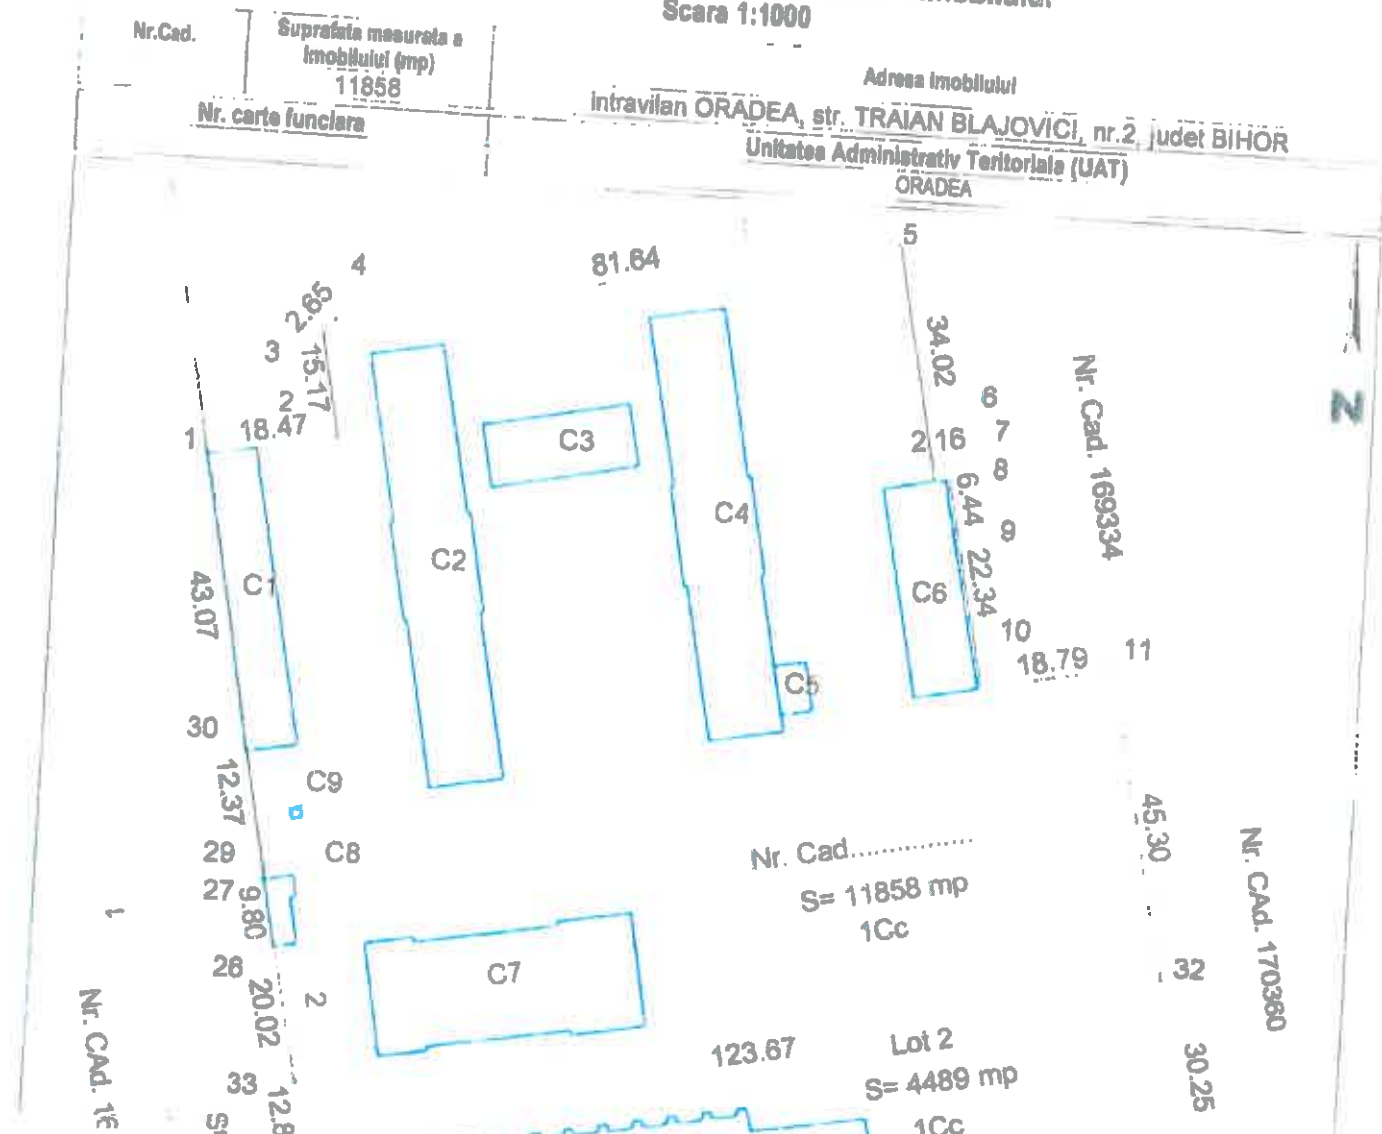 Scara 1:1000
Nr.Cad.
Suprafata masurata a
imobilului (mp)
11858
Adresa imobilului
Nr. carte funciara
intravilan ORADEA, str. TRAIAN BLAJOVICI, nr.2, judet BIHOR
Unitatea Administrativ Teritoriala (UAT)
ORADEA
5
4
81.64
2.65
3
15.17
34.02
2
6
1
18.47
7
C3
2
16
8
Nr. Cad. 169334
N
6.44
C4
9
C2
C1
22.34
C6
43.07
10
11
18.79
C5
30
C9
12.37
45.30
29
C8
Nr. Cad..............
27
9.80
S= 11858 mp
1Cc
Nr. CAd. 170360
26
C7
32
2
20.02
Lot 2
123.67
30.25
33
S= 4489 mp
12.8
1Cc